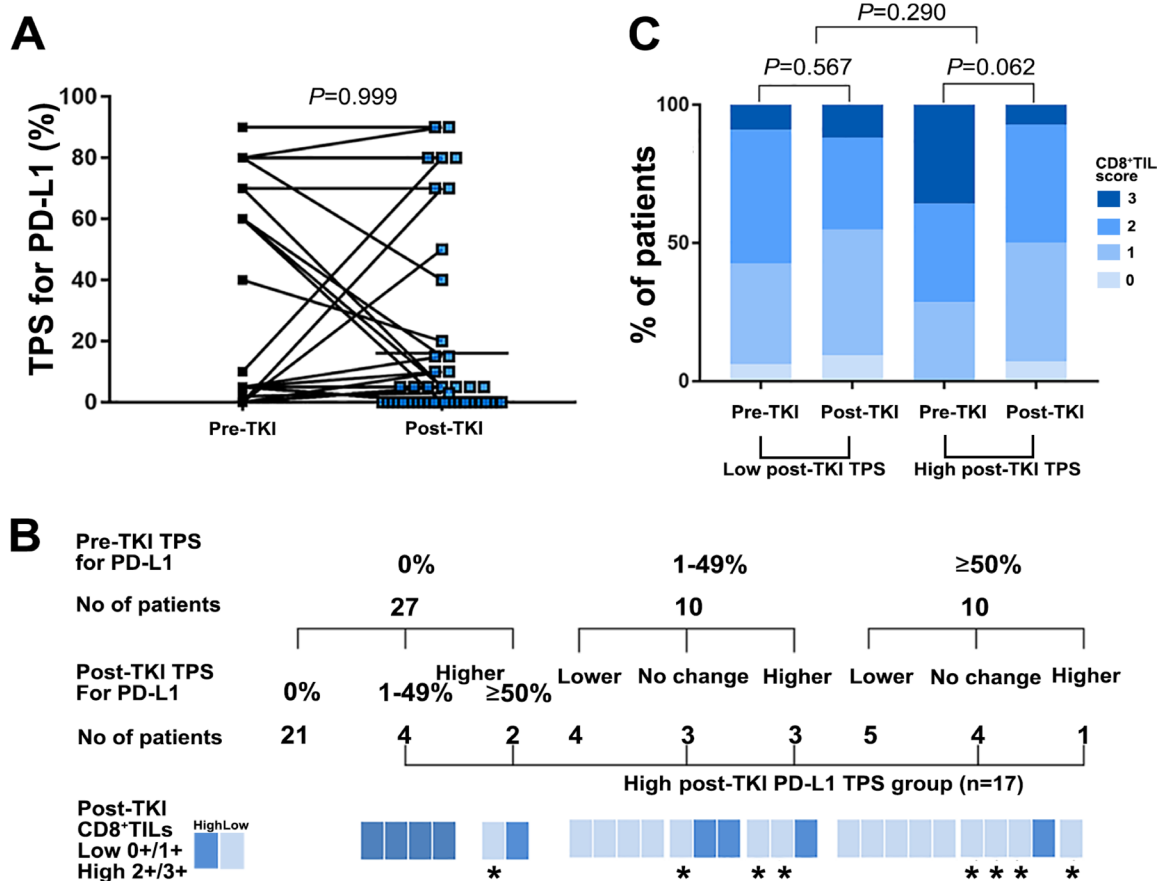 A
P=0.999
TPS for PD-L1 (%)
100
80
60
40
20
0
Pre-TKI
Post-TKI
C
P=0.290
P=0.567
P=0.062
% of patients
100
50
0
CD8⁺TIL
score
3
2
1
0
Pre-TKI Post-TKI Pre-TKI Post-TKI
Low post-TKI TPS High post-TKI TPS
B
Pre-TKI TPS
for PD-L1
0% 1-49% ≥50%
No of patients 27 10 10
Post-TKI TPS Higher Lower No change Higher Lower No change Higher
For PD-L1 0% 1-49% ≥50%
No of patients 21 4 2 4 3 3 5 4 1
High post-TKI PD-L1 TPS group (n=17)
Post-TKI
CD8⁺TILs HighLow
Low 0+/1+
High 2+/3+ * * * * * * * *